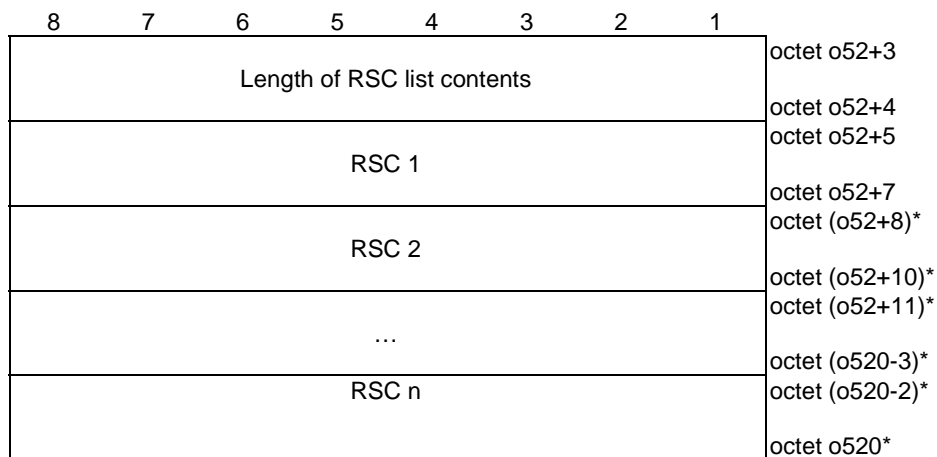 8 7 6 5 4 3 2 1
octet o52+3
Length of RSC list contents
octet o52+4
octet o52+5
RSC 1
octet o52+7
octet (o52+8)*
RSC 2
octet (o52+10)*
octet (o52+11)*
…
octet (o520-3)*
RSC n octet (o520-2)*
octet o520*